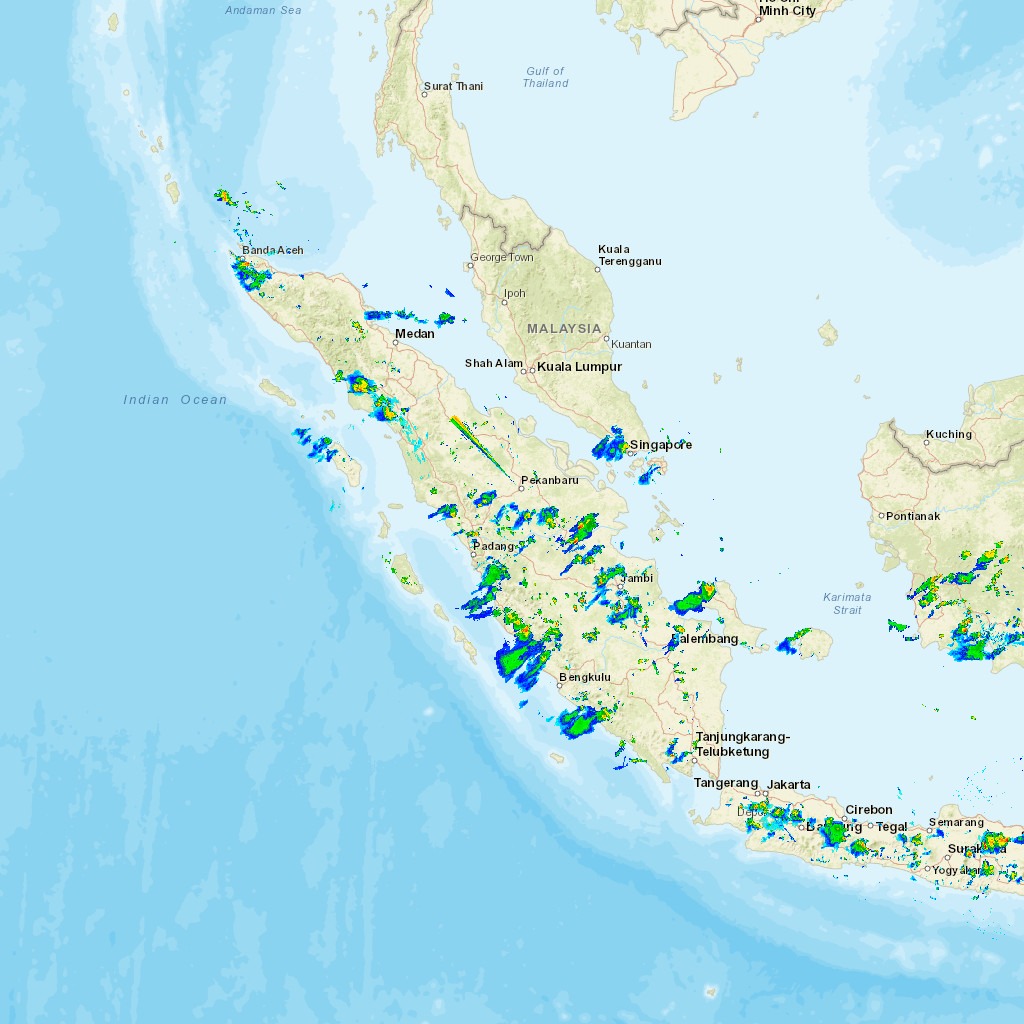 Andaman Sea
Minh City
Gulf of
Thailand
Surat Thani
Banda Aceh
George Town
Kuala
Terengganu
Ipoh
MALAYSIA
Medan
Kuantan
Shah Alam
Kuala Lumpur
Indian Ocean
Kuching
Singapore
Pekanbaru
Pontianak
Padang
Jambi
Karimata
Strait
Palembang
Bengkulu
Tanjungkarang-
Telubketung
Tangerang
Jakarta
Cirebon
Tegal
Semarang
Yogyakar